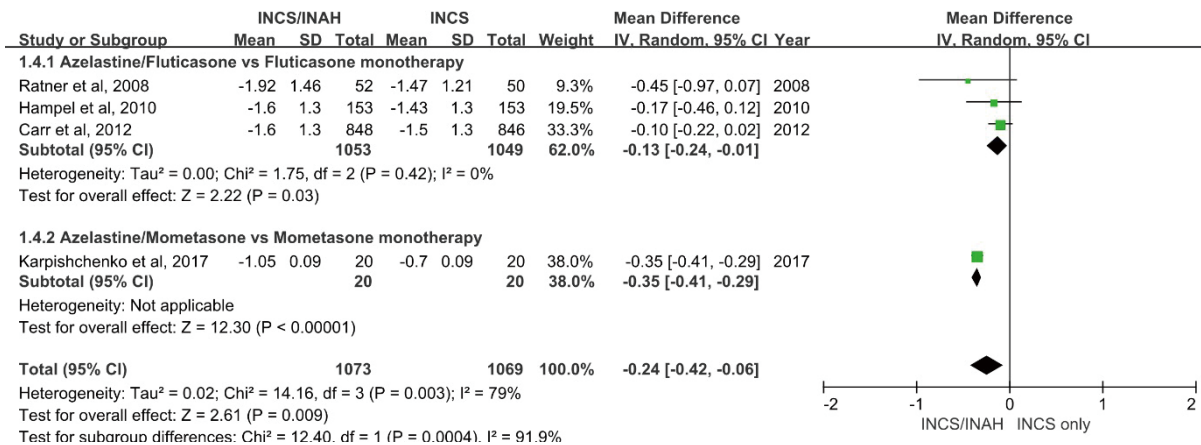 INCS/INAH INCS Mean Difference Mean Difference
Study or Subgroup Mean SD Total Mean SD Total Weight IV, Random, 95% CI Year IV, Random, 95% CI
1.4.1 Azelastine/Fluticasone vs Fluticasone monotherapy
Ratner et al, 2008 -1.92 1.46 52 -1.47 1.21 50 9.3% -0.45 [-0.97, 0.07] 2008
Hampel et al, 2010 -1.6 1.3 153 -1.43 1.3 153 19.5% -0.17 [-0.46, 0.12] 2010
Carr et al, 2012 -1.6 1.3 848 -1.5 1.3 846 33.3% -0.10 [-0.22, 0.02] 2012
Subtotal (95% CI) 1053 1049 62.0% -0.13 [-0.24, -0.01]
Heterogeneity: Tau² = 0.00; Chi² = 1.75, df = 2 (P = 0.42); I² = 0%
Test for overall effect: Z = 2.22 (P = 0.03)
1.4.2 Azelastine/Mometasone vs Mometasone monotherapy
Karpishchenko et al, 2017 -1.05 0.09 20 -0.7 0.09 20 38.0% -0.35 [-0.41, -0.29] 2017
Subtotal (95% CI) 20 20 38.0% -0.35 [-0.41, -0.29]
Heterogeneity: Not applicable
Test for overall effect: Z = 12.30 (P < 0.00001)
Total (95% CI) 1073 1069 100.0% -0.24 [-0.42, -0.06]
Heterogeneity: Tau² = 0.02; Chi² = 14.16, df = 3 (P = 0.003); I² = 79%
Test for overall effect: Z = 2.61 (P = 0.009)
Test for subgroup differences: Chi² = 12.40, df = 1 (P = 0.0004), I² = 91.9%
-2 -1 0 1 2
INCS/INAH INCS only